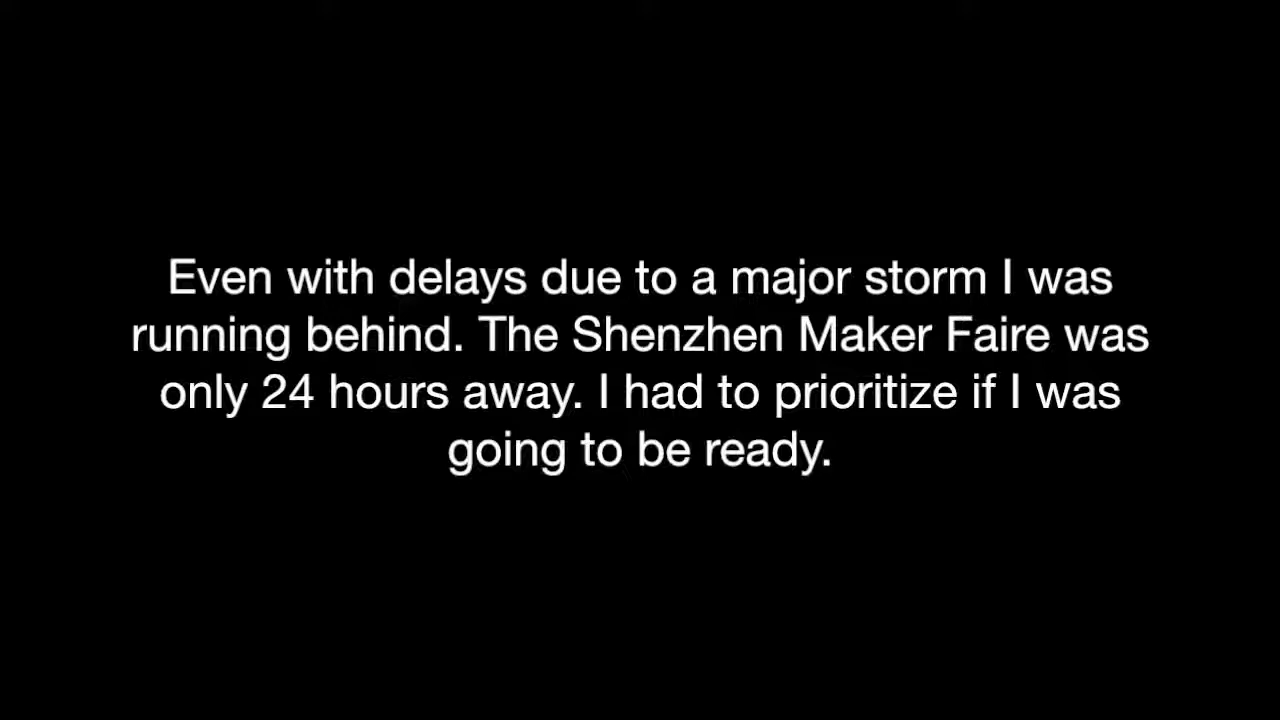 Even with delays due to a major storm I was
running behind. The Shenzhen Maker Faire was
only 24 hours away. I had to prioritize if I was
going to be ready.